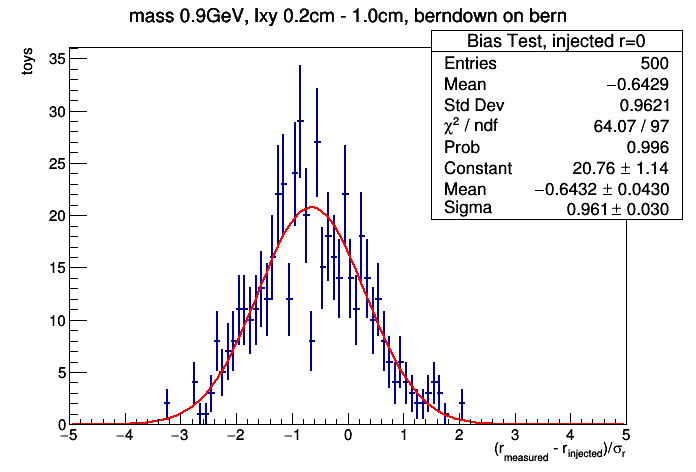 mass 0.9GeV, lxy 0.2cm - 1.0cm, berndown on bern
Bias Test, injected r=0
Entries 500
Mean −0.6429
Std Dev 0.9621
χ² / ndf 64.07 / 97
Prob 0.996
Constant 20.76 ± 1.14
Mean −0.6432 ± 0.0430
Sigma 0.961 ± 0.030
toys
35
30
25
20
15
10
5
0
−5 −4 −3 −2 −1 0 1 2 3 4 5
(r_measured - r_injected)/σ_r